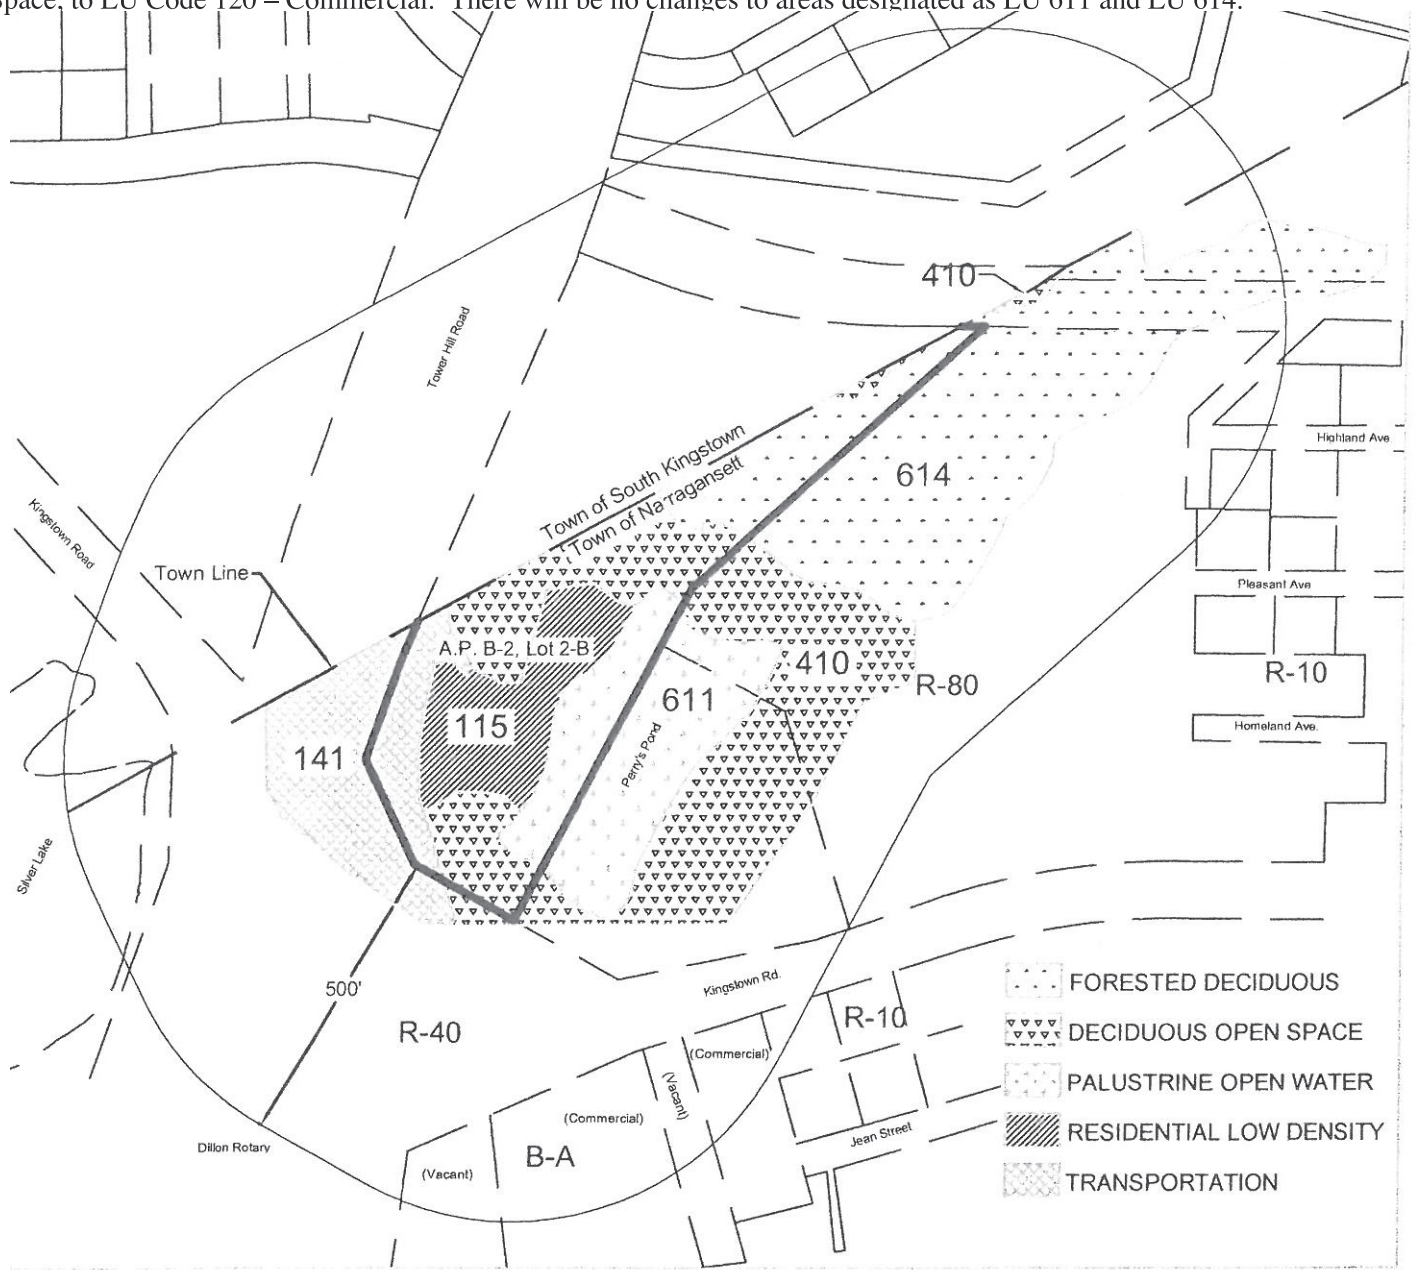 Space, to LU Code 120 – Commercial. There will be no changes to areas designated as LU 611 and LU 614.
410
Tower Hill Road
614
Highland Ave
Town of South Kingstown
Town of Narragansett
Kingstown Road
Town Line
Pleasant Ave
A.P. B-2, Lot 2-B
410
R-80
R-10
611
115
141
Perry's Pond
Homeland Ave.
Silver Lake
500'
Kingstown Rd.
FORESTED DECIDUOUS
R-10
R-40
DECIDUOUS OPEN SPACE
(Commercial)
PALUSTRINE OPEN WATER
(Vacant)
(Commercial)
RESIDENTIAL LOW DENSITY
Jean Street
Dillon Rotary
B-A
(Vacant)
TRANSPORTATION